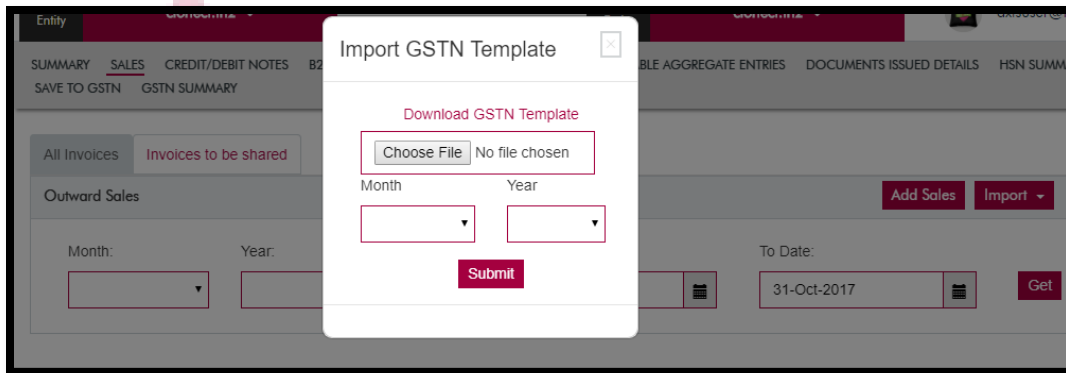 Entity
SUMMARY SALES CREDIT/DEBIT NOTES
BLE AGGREGATE ENTRIES DOCUMENTS ISSUED DETAILS HSN SUMM
SAVE TO GSTN GSTN SUMMARY
Import GSTN Template
Download GSTN Template
Choose File No file chosen
Month Year
Submit
All Invoices Invoices to be shared
Outward Sales Add Sales Import
Month: Year: To Date:
31-Oct-2017 Get